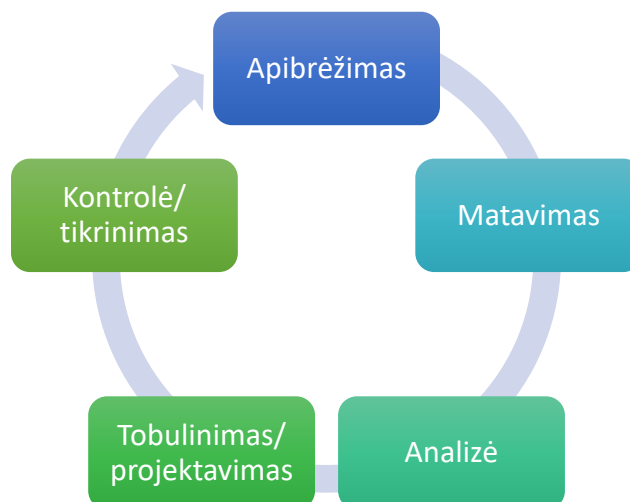 Apibrėžimas
Matavimas
Analizė
Tobulinimas/
projektavimas
Kontrolė/
tikrinimas